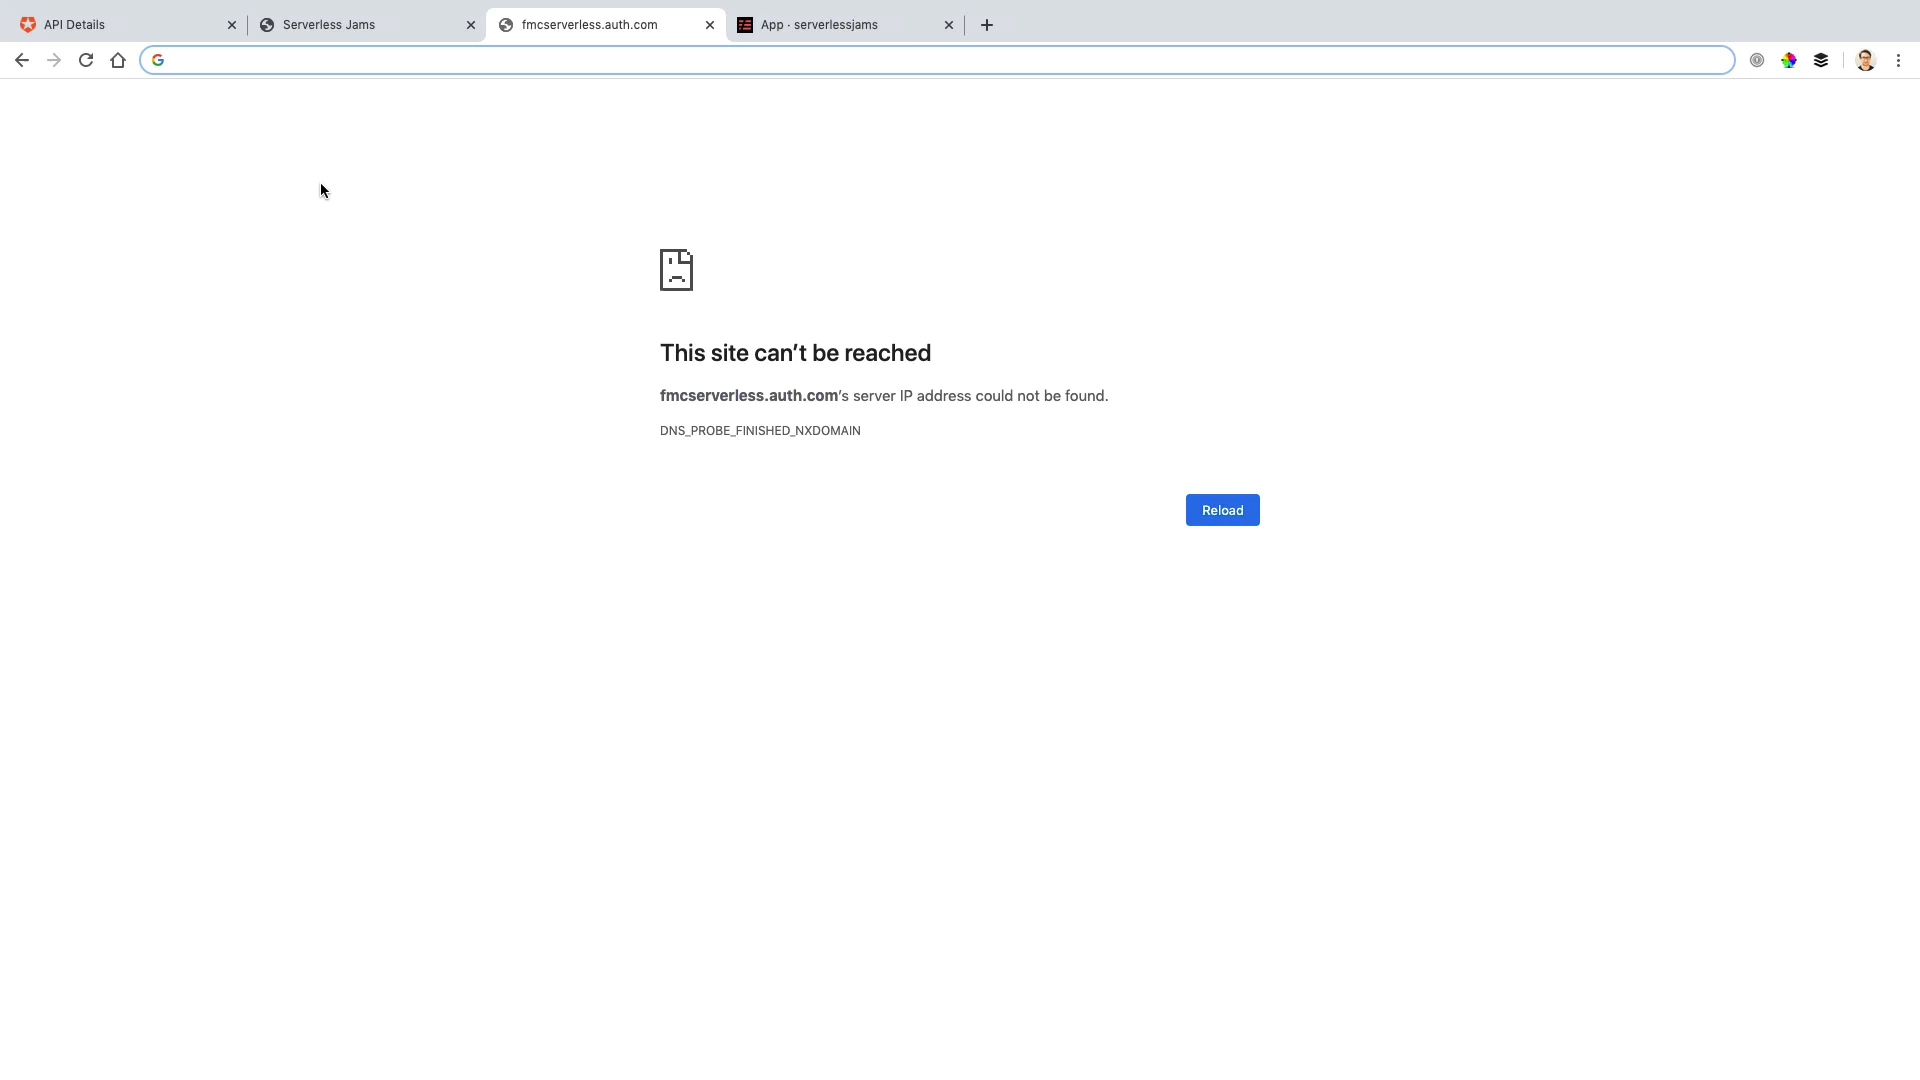 API Details
Serverless Jams
fmcserverless.auth.com
App · serverlessjams
This site can’t be reached
fmcserverless.auth.com’s server IP address could not be found.
DNS_PROBE_FINISHED_NXDOMAIN
Reload